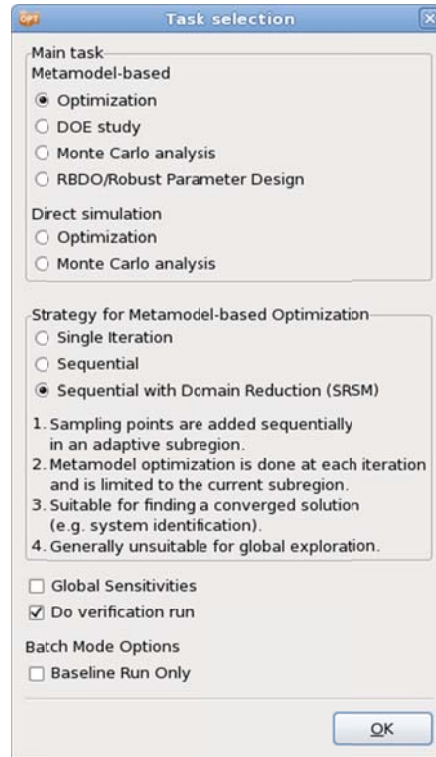 OPT Task selection
Main task
Metamodel-based
Optimization
DOE study
Monte Carlo analysis
RBDO/Robust Parameter Design
Direct simulation
Optimization
Monte Carlo analysis
Strategy for Metamodel-based Optimization
Single Iteration
Sequential
Sequential with Domain Reduction (SRSM)
1. Sampling points are added sequentially
in an adaptive subregion.
2. Metamodel optimization is done at each iteration
and is limited to the current subregion.
3. Suitable for finding a converged solution
(e.g. system identification).
4. Generally unsuitable for global exploration.
Global Sensitivities
Do verification run
Batch Mode Options
Baseline Run Only
OK